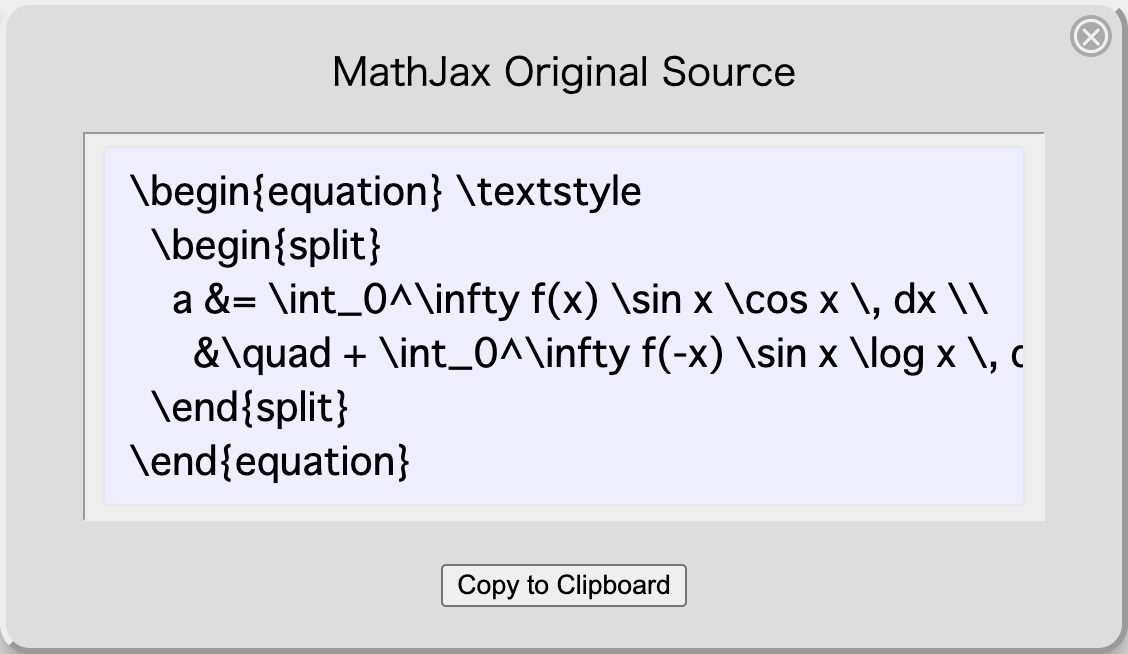 MathJax Original Source
\begin{equation} \textstyle
  \begin{split}
    a &= \int_0^\infty f(x) \sin x \cos x \, dx \\
      &\quad + \int_0^\infty f(-x) \sin x \log x \,
  \end{split}
\end{equation}
Copy to Clipboard